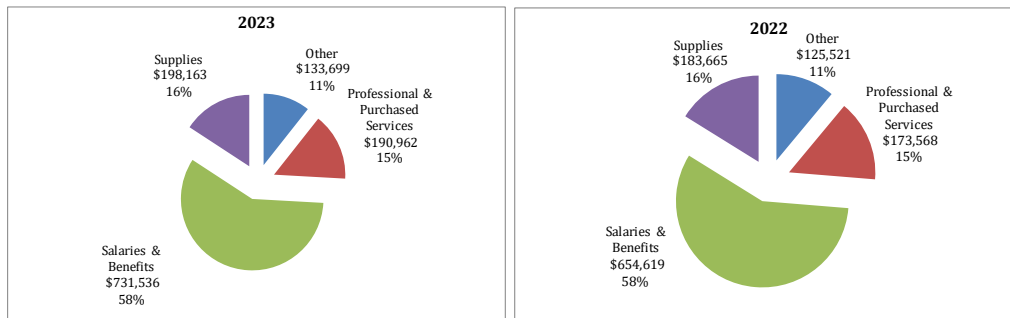 2023
Other
$133,699
11%
Supplies
$198,163
16%
Professional &
Purchased
Services
$190,962
15%
Salaries &
Benefits
$731,536
58%
2022
Other
$125,521
11%
Supplies
$183,665
16%
Professional &
Purchased
Services
$173,568
15%
Salaries &
Benefits
$654,619
58%